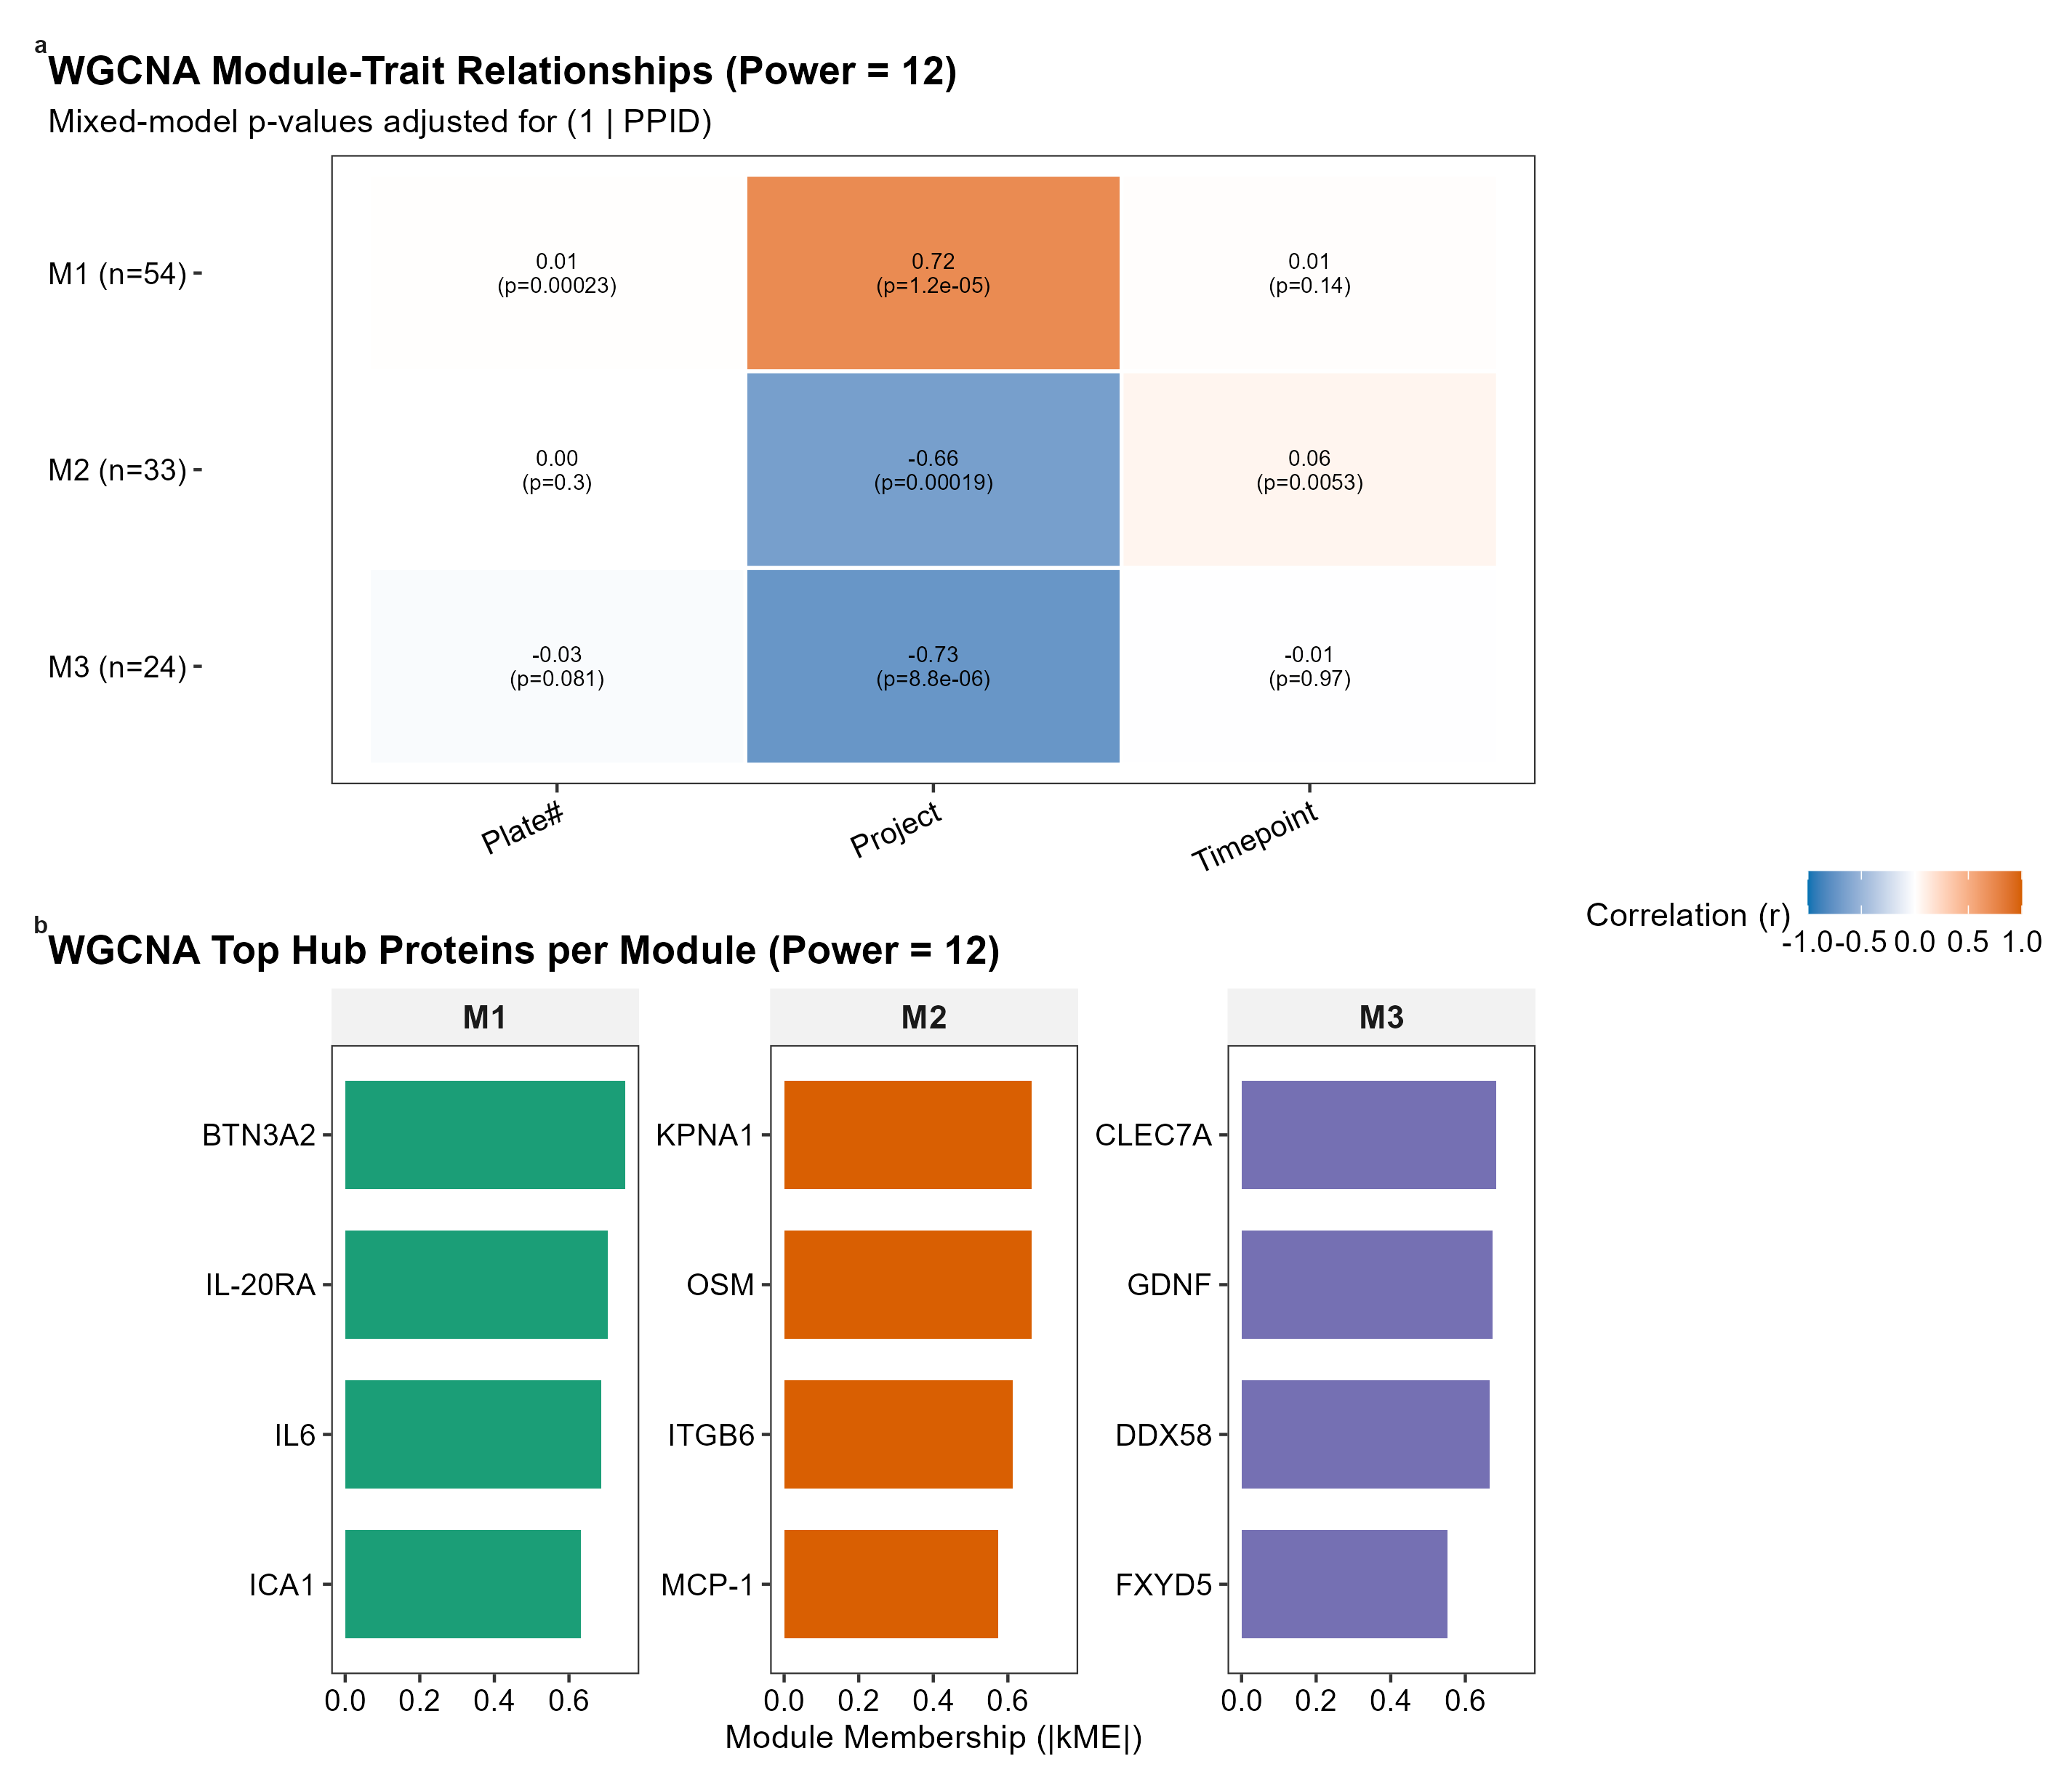 a
WGCNA Module-Trait Relationships (Power = 12)
Mixed-model p-values adjusted for (1 | PPID)
M1 (n=54)
0.01
(p=0.00023)
0.72
(p=1.2e-05)
0.01
(p=0.14)
M2 (n=33)
0.00
(p=0.3)
-0.66
(p=0.00019)
0.06
(p=0.0053)
M3 (n=24)
-0.03
(p=0.081)
-0.73
(p=8.8e-06)
-0.01
(p=0.97)
Plate#
Project
Timepoint
Correlation (r)
-1.0 -0.5 0.0 0.5 1.0
b
WGCNA Top Hub Proteins per Module (Power = 12)
M1
BTN3A2
IL-20RA
IL6
ICA1
0.0 0.2 0.4 0.6
M2
KPNA1
OSM
ITGB6
MCP-1
0.0 0.2 0.4 0.6
M3
CLEC7A
GDNF
DDX58
FXYD5
0.0 0.2 0.4 0.6
Module Membership (|kME|)